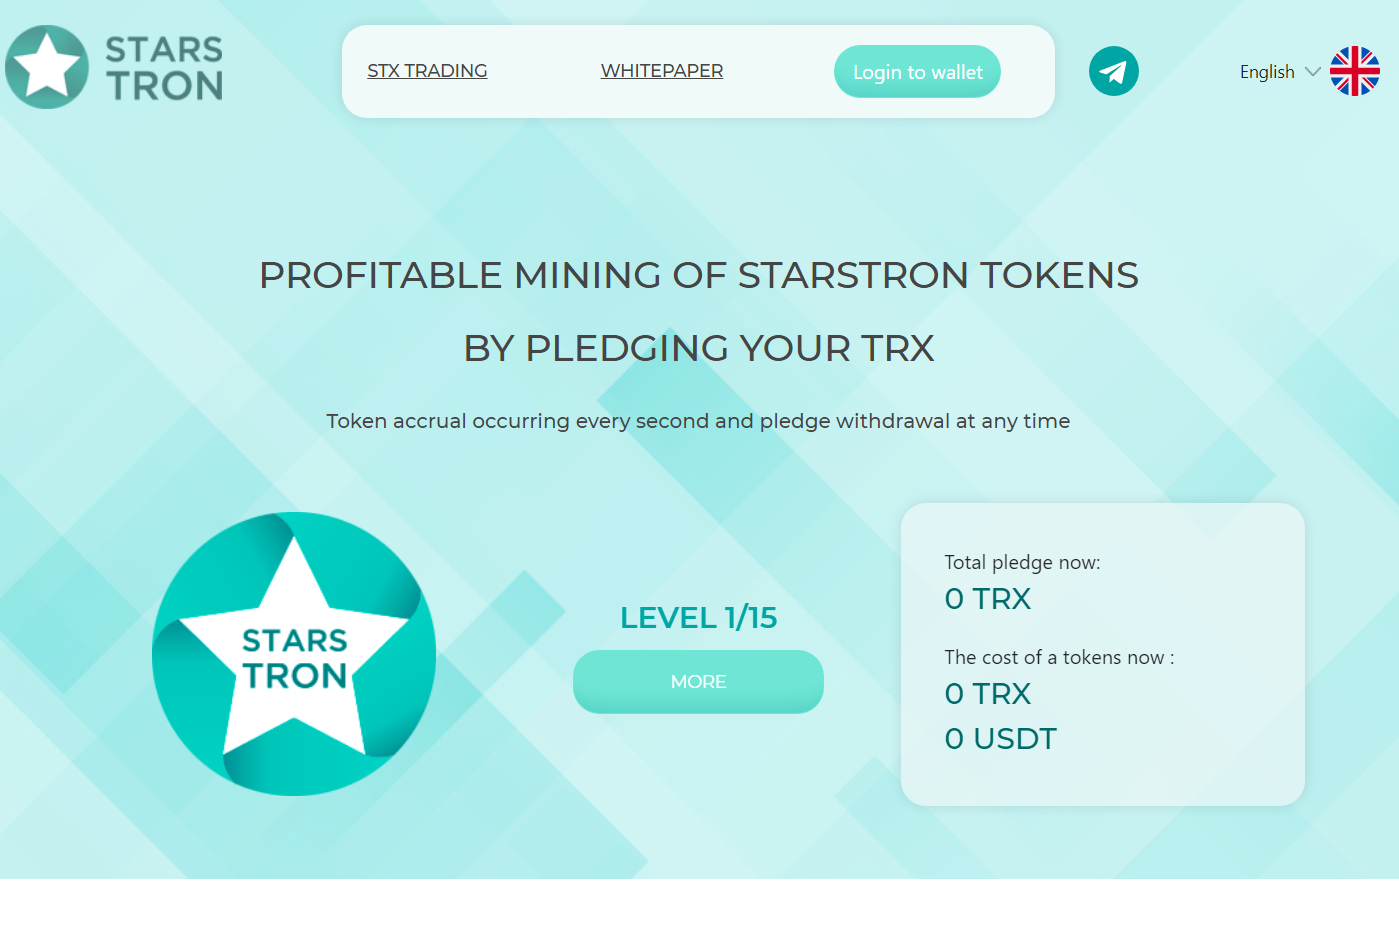 STARS
TRON
STX TRADING
WHITEPAPER
Login to wallet
English
PROFITABLE MINING OF STARSTRON TOKENS
BY PLEDGING YOUR TRX
Token accrual occurring every second and pledge withdrawal at any time
STARS
TRON
LEVEL 1/15
MORE
Total pledge now:
0 TRX
The cost of a tokens now :
0 TRX
0 USDT